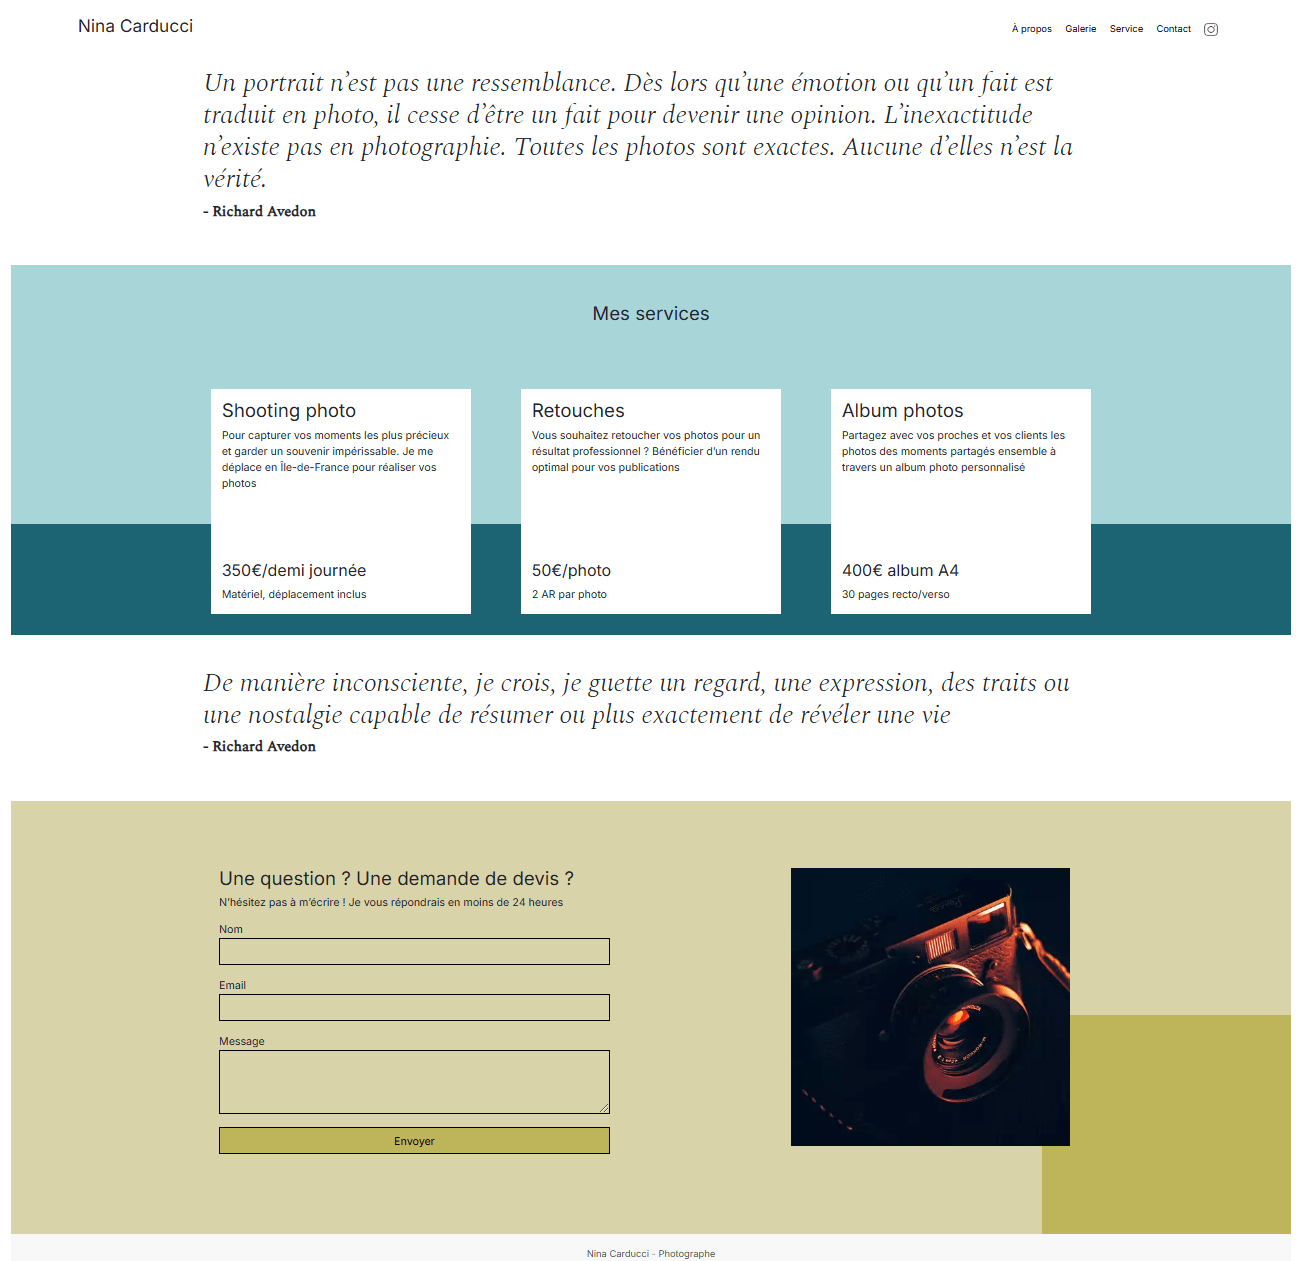 Nina Carducci
À propos Galerie Service Contact
Un portrait n’est pas une ressemblance. Dès lors qu’une émotion ou qu’un fait est
traduit en photo, il cesse d’être un fait pour devenir une opinion. L’inexactitude
n’existe pas en photographie. Toutes les photos sont exactes. Aucune d’elles n’est la
vérité.
- Richard Avedon
Mes services
Shooting photo
Pour capturer vos moments les plus précieux
et garder un souvenir impérissable. Je me
déplace en Île-de-France pour réaliser vos
photos
350€/demi journée
Matériel, déplacement inclus
Retouches
Vous souhaitez retoucher vos photos pour un
résultat professionnel ? Bénéficier d’un rendu
optimal pour vos publications
50€/photo
2 AR par photo
Album photos
Partagez avec vos proches et vos clients les
photos des moments partagés ensemble à
travers un album photo personnalisé
400€ album A4
30 pages recto/verso
De manière inconsciente, je crois, je guette un regard, une expression, des traits ou
une nostalgie capable de résumer ou plus exactement de révéler une vie
- Richard Avedon
Une question ? Une demande de devis ?
N’hésitez pas à m’écrire ! Je vous répondrais en moins de 24 heures
Nom
Email
Message
Envoyer
Nina Carducci - Photographe